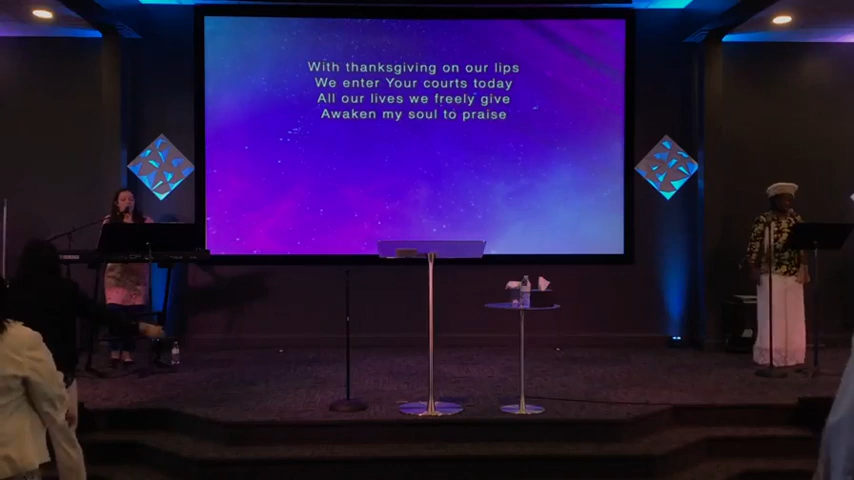 With thanksgiving on our lips
We enter Your courts today
All our lives we freely give
Awaken my soul to praise